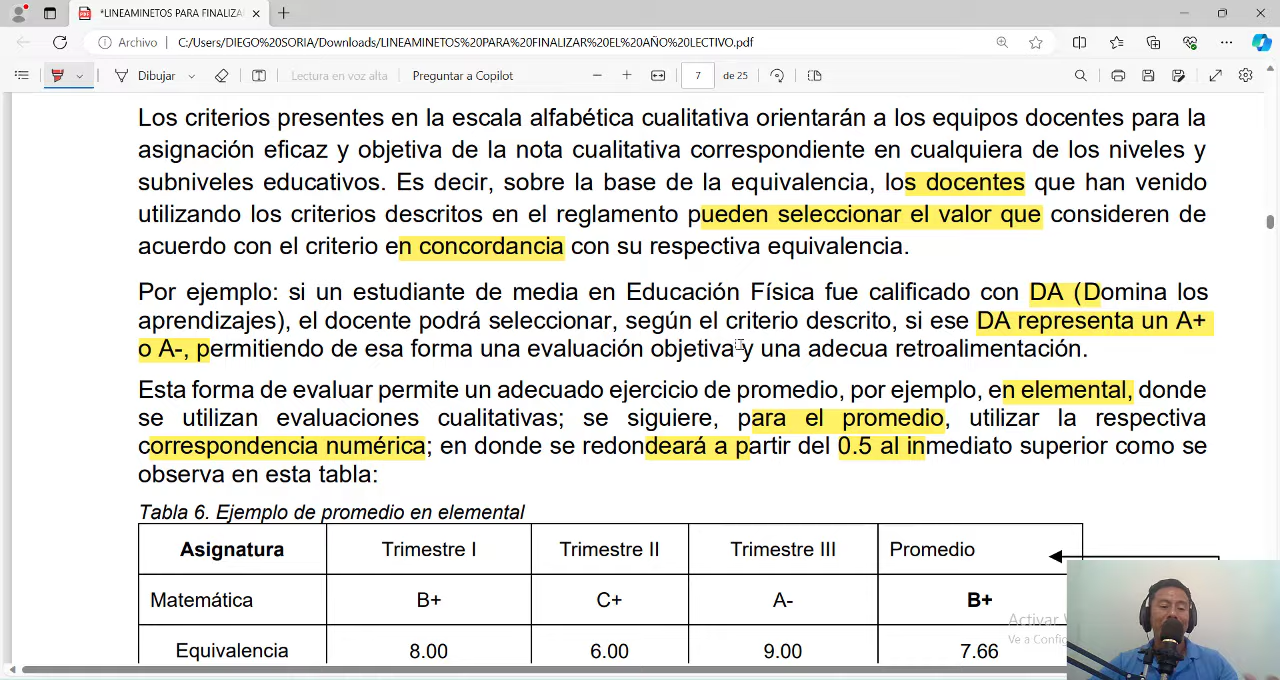 *LINEAMINETOS PARA FINALIZA
Archivo
C:/Users/DIEGO%20SORIA/Downloads/LINEAMINETOS%20PARA%20FINALIZAR%20EL%20AÑO%20LECTIVO.pdf
Dibujar
Lectura en voz alta
Preguntar a Copilot
7
de 25
Los criterios presentes en la escala alfabética cualitativa orientarán a los equipos docentes para la
asignación eficaz y objetiva de la nota cualitativa correspondiente en cualquiera de los niveles y
subniveles educativos. Es decir, sobre la base de la equivalencia, los docentes que han venido
utilizando los criterios descritos en el reglamento pueden seleccionar el valor que consideren de
acuerdo con el criterio en concordancia con su respectiva equivalencia.
Por ejemplo: si un estudiante de media en Educación Física fue calificado con DA (Domina los
aprendizajes), el docente podrá seleccionar, según el criterio descrito, si ese DA representa un A+
o A-, permitiendo de esa forma una evaluación objetiva y una adecua retroalimentación.
Esta forma de evaluar permite un adecuado ejercicio de promedio, por ejemplo, en elemental, donde
se utilizan evaluaciones cualitativas; se siguiere, para el promedio, utilizar la respectiva
correspondencia numérica; en donde se redondeará a partir del 0.5 al inmediato superior como se
observa en esta tabla:
Tabla 6. Ejemplo de promedio en elemental
Asignatura Trimestre I Trimestre II Trimestre III Promedio
Matemática B+ C+ A- B+
Equivalencia 8.00 6.00 9.00 7.66
Activar
Ve a Config